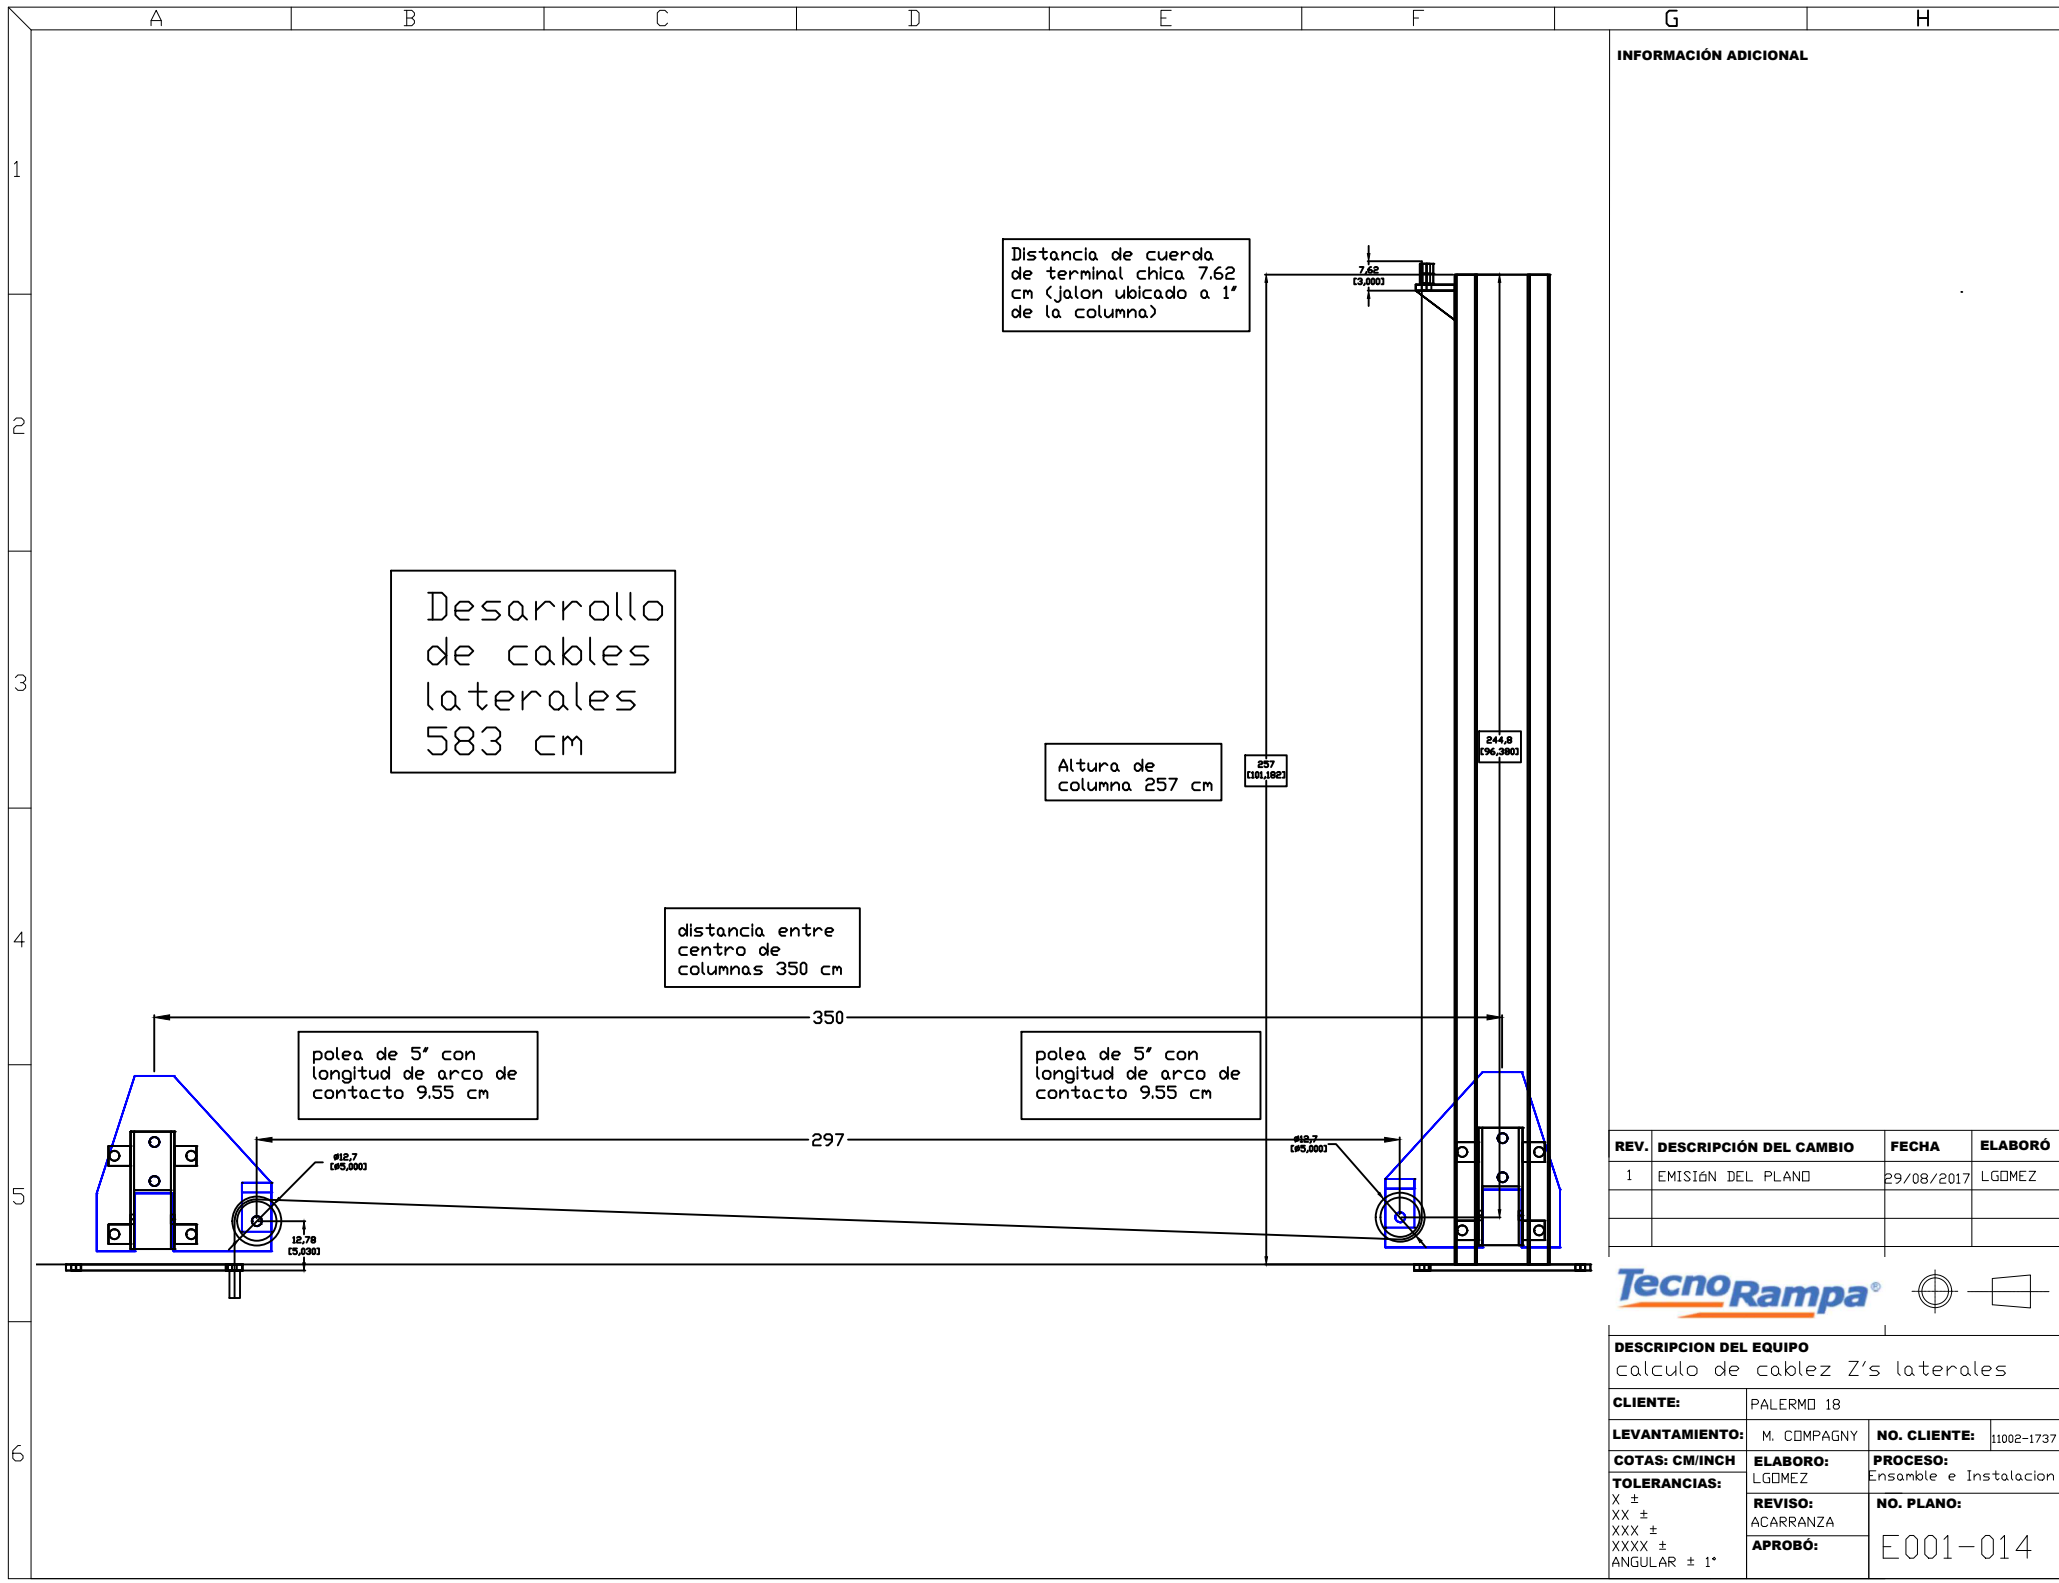 A B C D E F G H
1
2
3
4
5
6
INFORMACIÓN ADICIONAL
Distancia de cuerda
de terminal chica 7.62
cm (jalon ubicado a 1"
de la columna)
7,62
[3,000]
Desarrollo
de cables
laterales
583 cm
Altura de
columna 257 cm
257
[101,182]
244,8
[96,380]
distancia entre
centro de
columnas 350 cm
350
polea de 5" con
longitud de arco de
contacto 9.55 cm
polea de 5" con
longitud de arco de
contacto 9.55 cm
297
ø12,7
[ø5,000]
ø12,7
[ø5,000]
12,78
[5,030]
REV. DESCRIPCIÓN DEL CAMBIO FECHA ELABORÓ
1 EMISIóN DEL PLANO 29/08/2017 LGOMEZ
TecnoRampa®
DESCRIPCION DEL EQUIPO
calculo de cablez Z's laterales
CLIENTE: PALERMO 18
LEVANTAMIENTO: M. COMPAGNY NO. CLIENTE: 11002-1737
COTAS: CM/INCH ELABORO: LGOMEZ PROCESO: Ensamble e Instalacion
TOLERANCIAS:
X ±
XX ±
XXX ±
XXXX ±
ANGULAR ± 1°
REVISO:
ACARRANZA
APROBÓ:
NO. PLANO:
E001-014